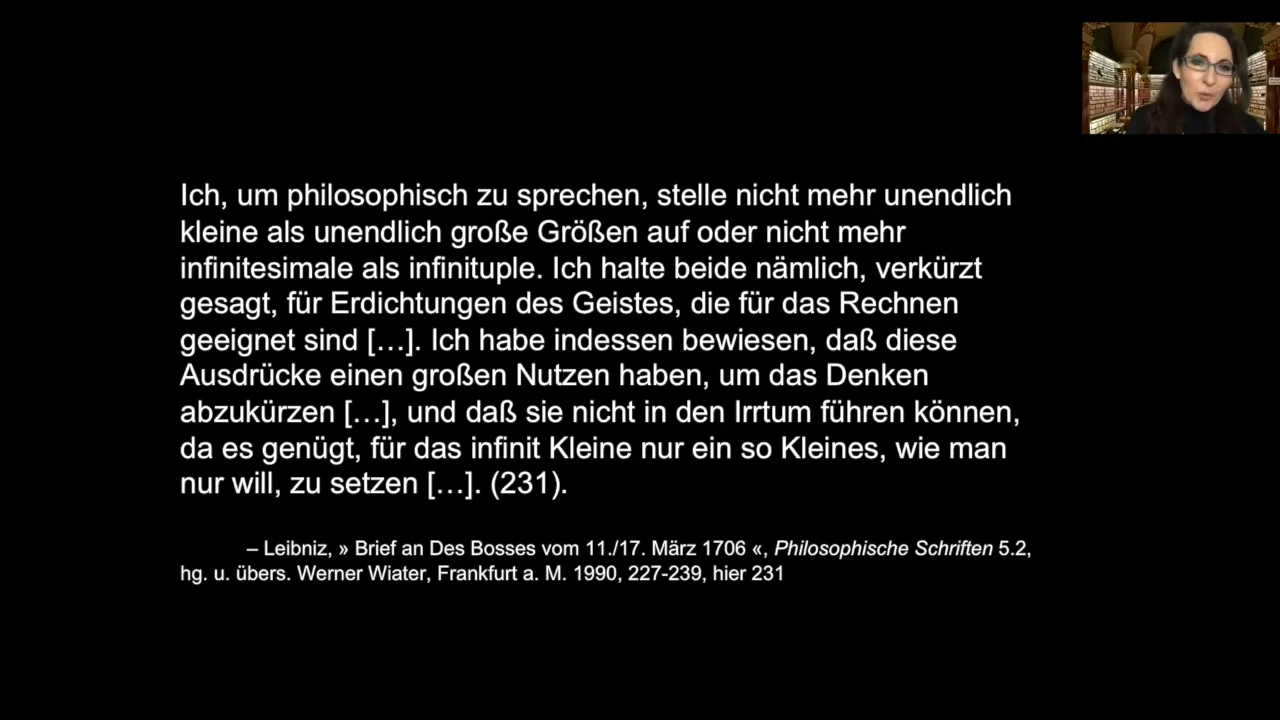 Ich, um philosophisch zu sprechen, stelle nicht mehr unendlich
kleine als unendlich große Größen auf oder nicht mehr
infinitesimale als infinituple. Ich halte beide nämlich, verkürzt
gesagt, für Erdichtungen des Geistes, die für das Rechnen
geeignet sind […]. Ich habe indessen bewiesen, daß diese
Ausdrücke einen großen Nutzen haben, um das Denken
abzukürzen […], und daß sie nicht in den Irrtum führen können,
da es genügt, für das infinit Kleine nur ein so Kleines, wie man
nur will, zu setzen […]. (231).
– Leibniz, » Brief an Des Bosses vom 11./17. März 1706 «, Philosophische Schriften 5.2,
hg. u. übers. Werner Wiater, Frankfurt a. M. 1990, 227-239, hier 231